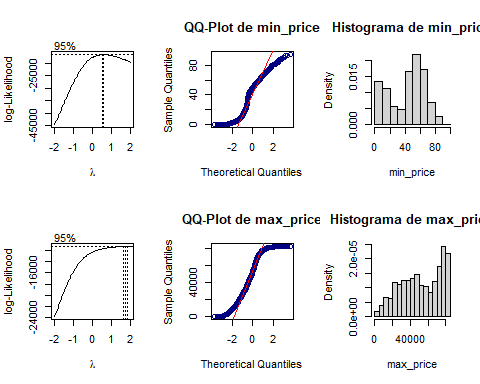 95%
log-Likelihood
-45000
-25000
-2
-1
0
1
2
λ
QQ-Plot de min_price
Sample Quantiles
0
40
80
-2
0
2
Theoretical Quantiles
Histograma de min_pric
Density
0.000
0.015
0
40
80
min_price
95%
log-Likelihood
-24000
-16000
-2
-1
0
1
2
λ
QQ-Plot de max_price
Sample Quantiles
0
40000
-2
0
2
Theoretical Quantiles
Histograma de max_pric
Density
0.0e+00
2.0e-05
0
40000
max_price